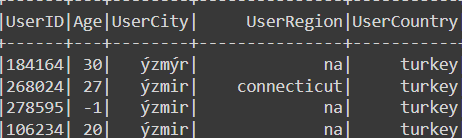 |UserID|Age|UserCity|   UserRegion|UserCountry
+------+---+--------+-------------+-----------
|184164| 30|   ýzmýr|           na|     turkey
|268024| 27|   ýzmir|  connecticut|     turkey
|278595| -1|   ýzmir|           na|     turkey
|106234| 20|   ýzmir|           na|     turkey